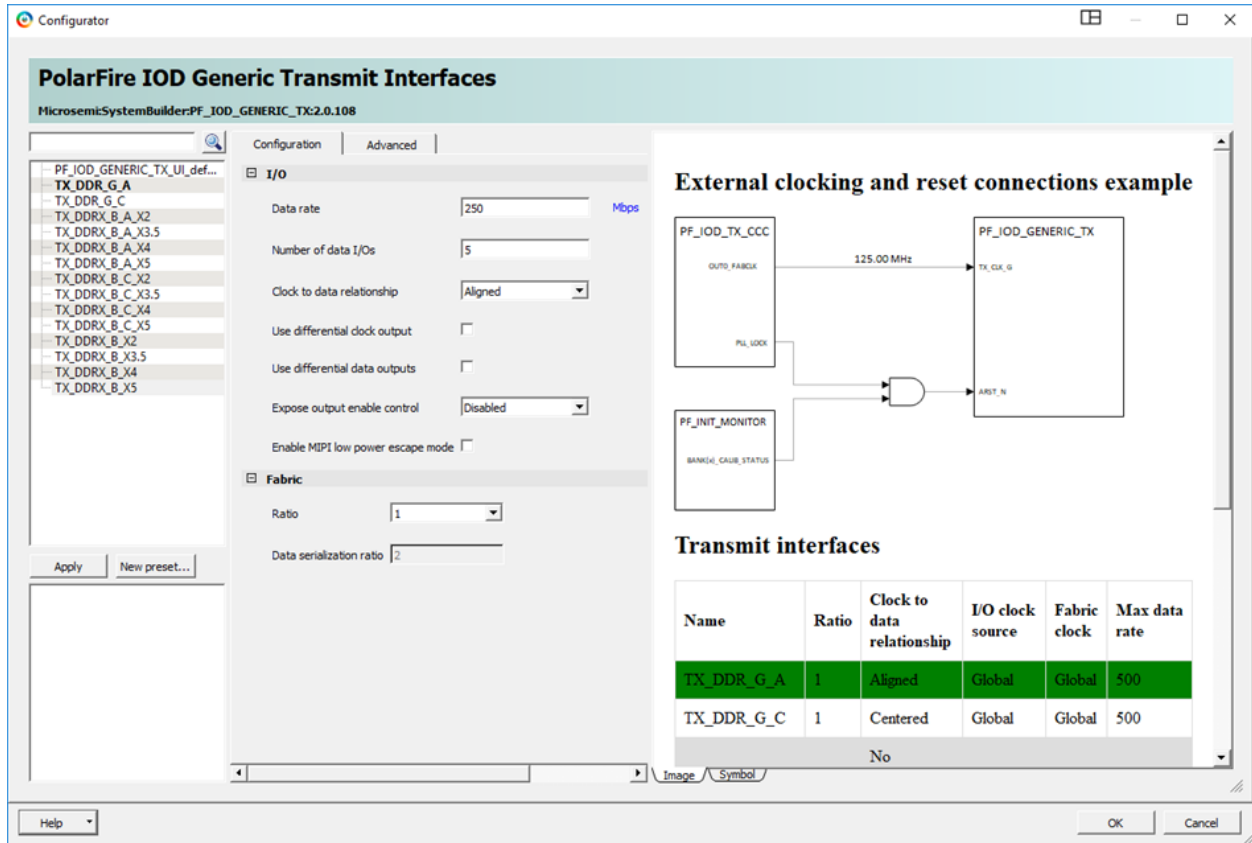 Configurator
PolarFire IOD Generic Transmit Interfaces
Microsemi:SystemBuilder:PF_IOD_GENERIC_TX:2.0.108
PF_IOD_GENERIC_TX_UI_def...
TX_DDR_G_A
TX_DDR_G_C
TX_DDRX_B_A_X2
TX_DDRX_B_A_X3.5
TX_DDRX_B_A_X4
TX_DDRX_B_A_X5
TX_DDRX_B_C_X2
TX_DDRX_B_C_X3.5
TX_DDRX_B_C_X4
TX_DDRX_B_C_X5
TX_DDRX_B_X2
TX_DDRX_B_X3.5
TX_DDRX_B_X4
TX_DDRX_B_X5
Apply New preset...
Configuration Advanced
I/O
Data rate 250 Mbps
Number of data I/Os 5
Clock to data relationship Aligned
Use differential clock output
Use differential data outputs
Expose output enable control Disabled
Enable MIPI low power escape mode
Fabric
Ratio 1
Data serialization ratio 2
External clocking and reset connections example
PF_IOD_TX_CCC PF_IOD_GENERIC_TX
OUT0_FABCLK 125.00 MHz TX_CLK_G
PLL_LOCK
ARST_N
PF_INIT_MONITOR
BANK(x)_CALIB_STATUS
Transmit interfaces
Name Ratio Clock to data relationship I/O clock source Fabric clock Max data rate
TX_DDR_G_A 1 Aligned Global Global 500
TX_DDR_G_C 1 Centered Global Global 500
No
Image Symbol
Help OK Cancel